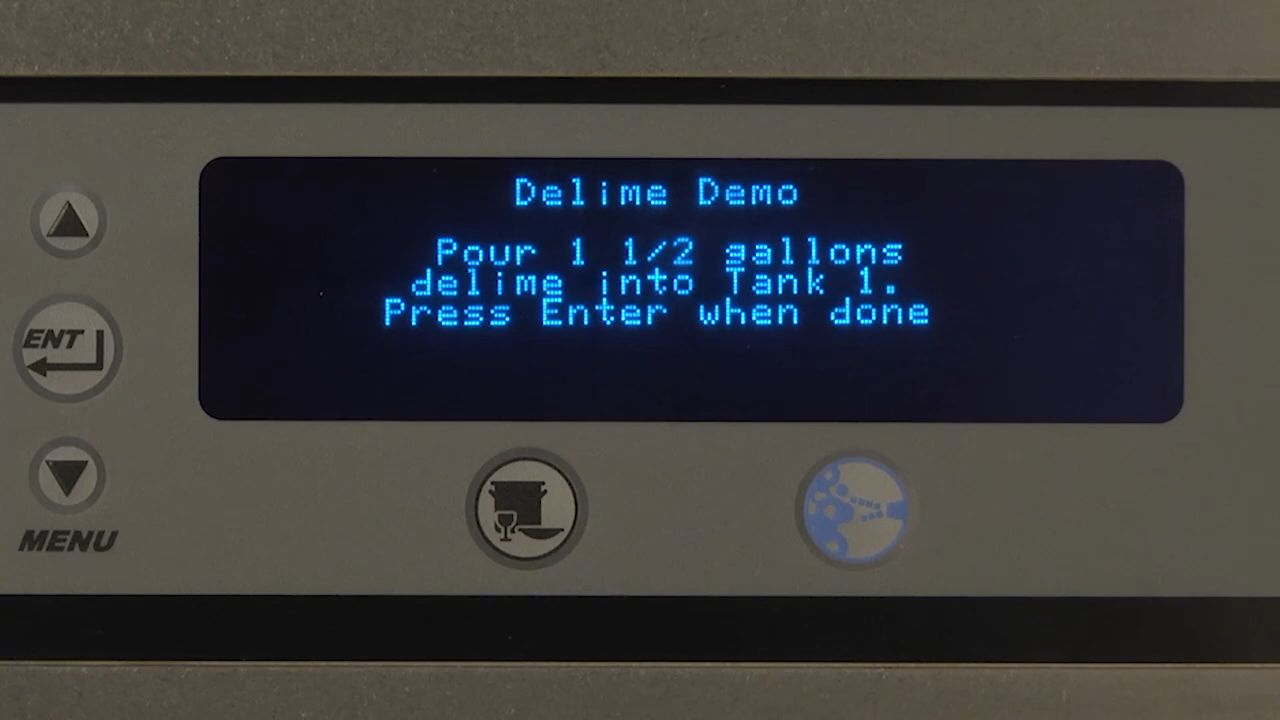 Delime Demo
Pour 1 1/2 gallons
delime into Tank 1.
Press Enter when done
ENT
MENU